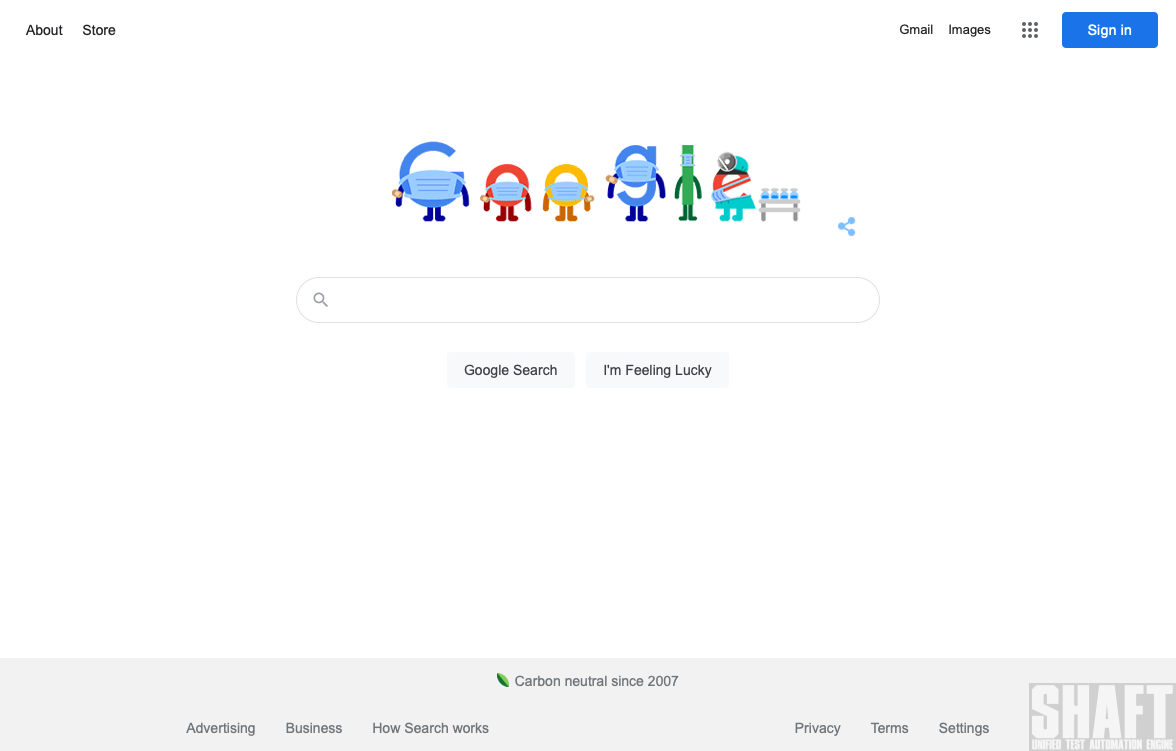 About Store
Gmail Images Sign in
Google
Google Search I'm Feeling Lucky
Carbon neutral since 2007
Advertising Business How Search works
Privacy Terms Settings
SHAFT
UNIFIED TEST AUTOMATION ENGINE